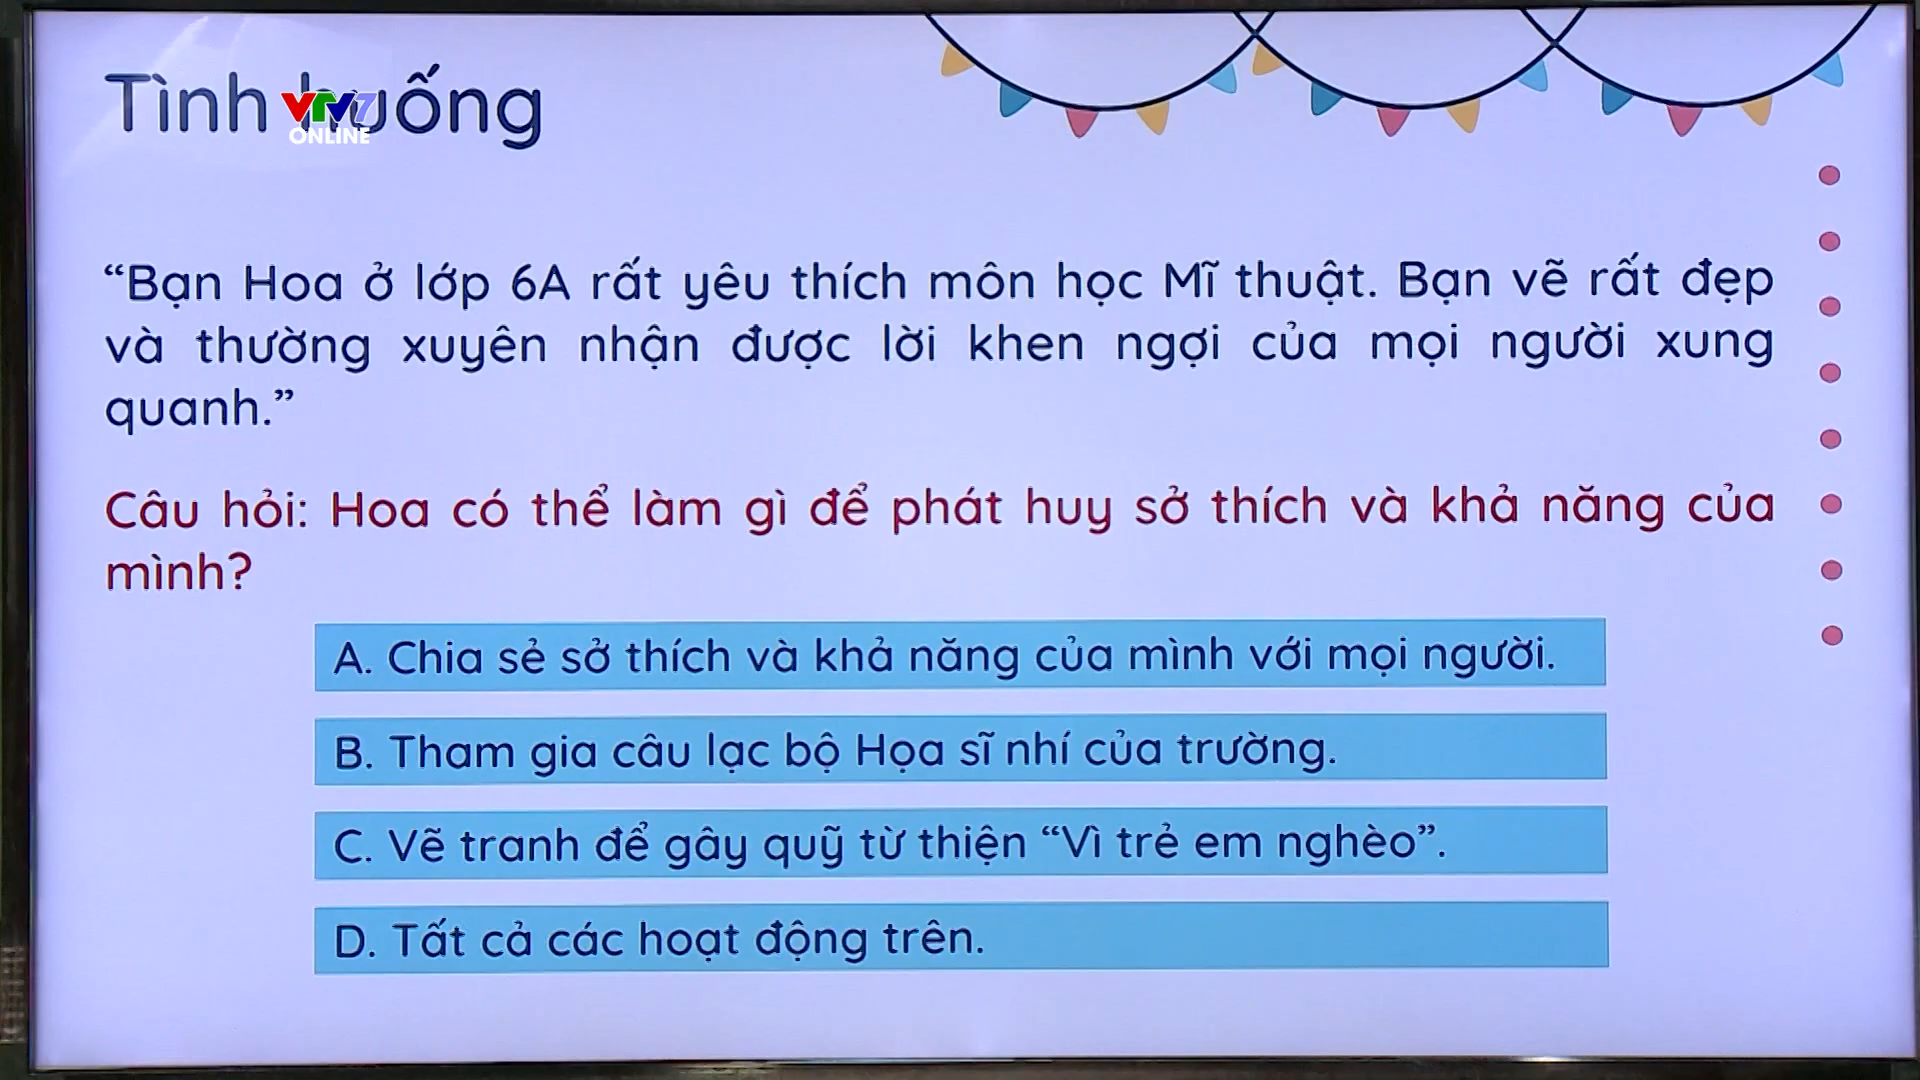 Tình huống
VTV7
ONLINE
“Bạn Hoa ở lớp 6A rất yêu thích môn học Mĩ thuật. Bạn vẽ rất đẹp
và thường xuyên nhận được lời khen ngợi của mọi người xung
quanh.”
Câu hỏi: Hoa có thể làm gì để phát huy sở thích và khả năng của
mình?
A. Chia sẻ sở thích và khả năng của mình với mọi người.
B. Tham gia câu lạc bộ Họa sĩ nhí của trường.
C. Vẽ tranh để gây quỹ từ thiện “Vì trẻ em nghèo”.
D. Tất cả các hoạt động trên.